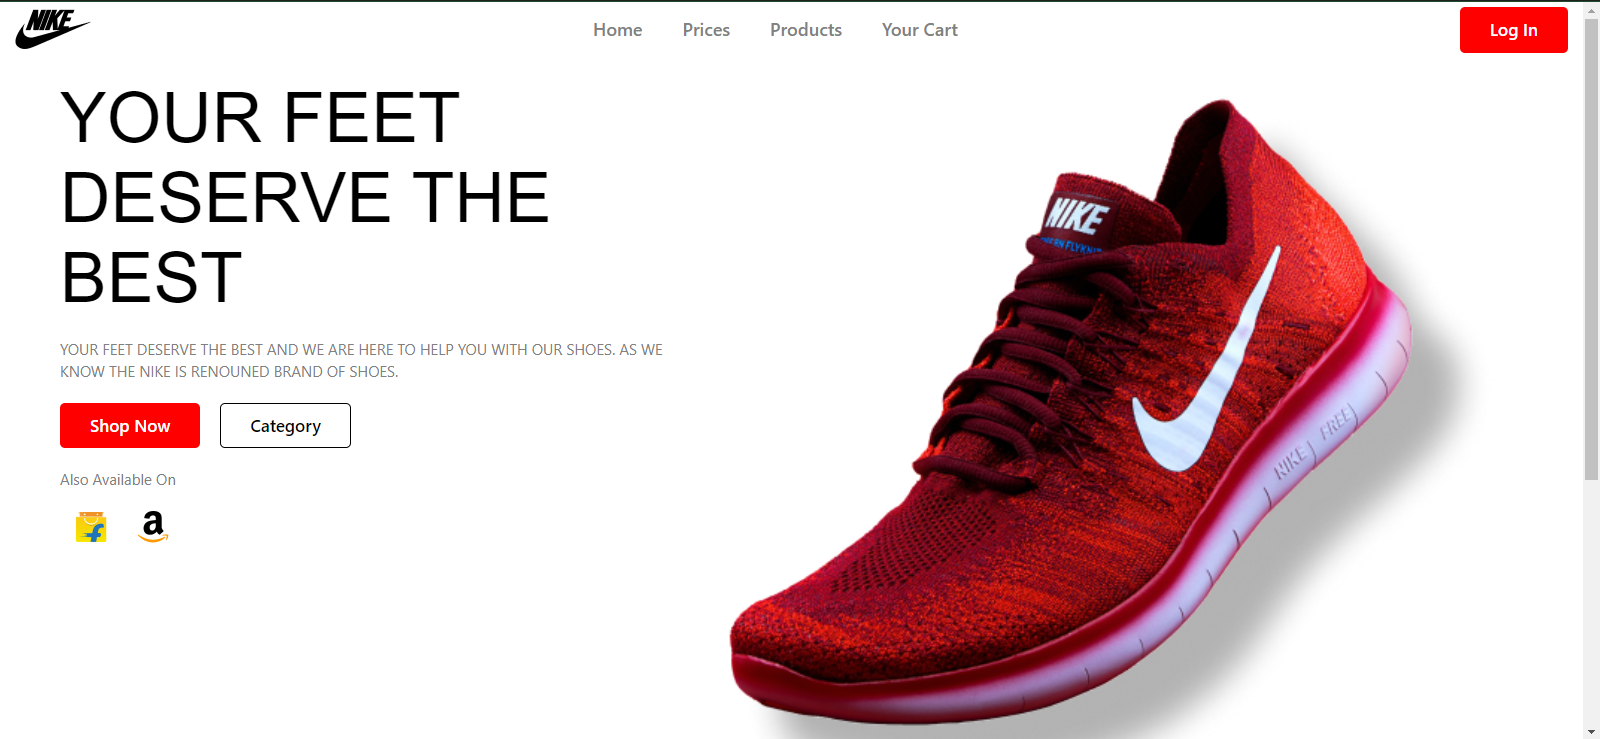 NIKE
Home Prices Products Your Cart
Log In
YOUR FEET
DESERVE THE
BEST
YOUR FEET DESERVE THE BEST AND WE ARE HERE TO HELP YOU WITH OUR SHOES. AS WE
KNOW THE NIKE IS RENOUNED BRAND OF SHOES.
Shop Now Category
Also Available On
f a
NIKE
FLYKNIT
NIKE FREE